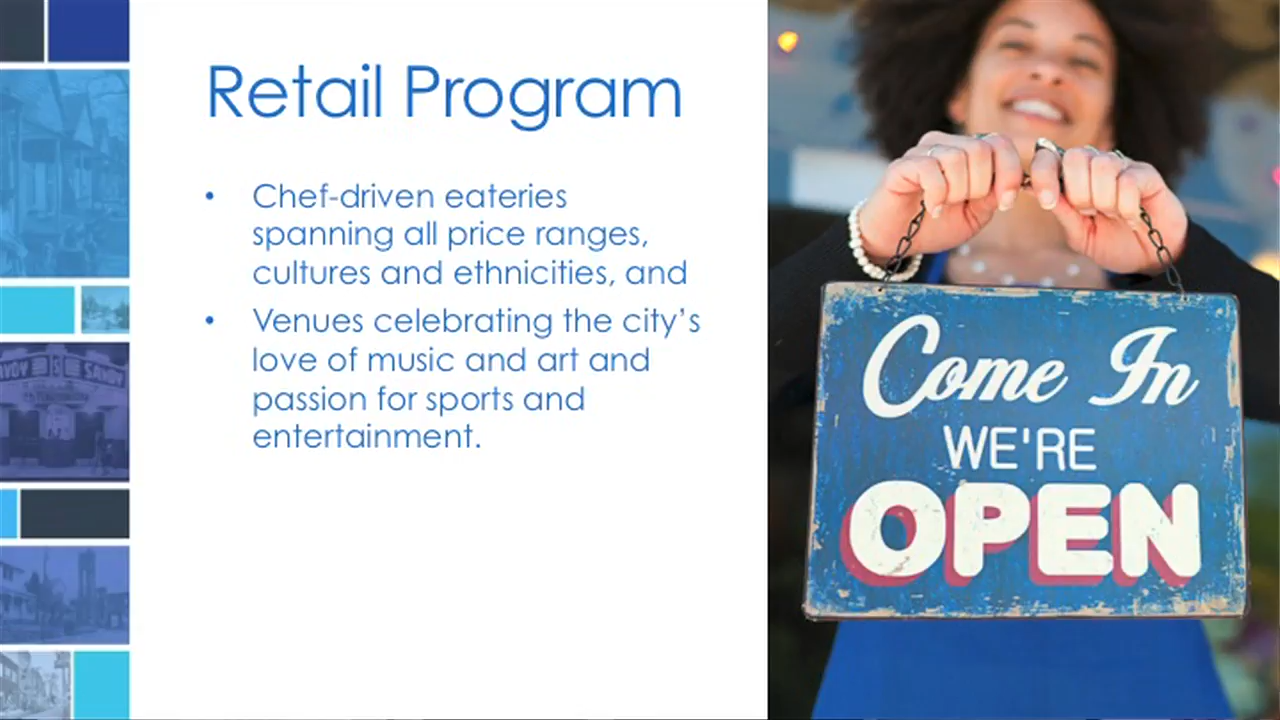 Retail Program
• Chef-driven eateries
spanning all price ranges,
cultures and ethnicities, and
• Venues celebrating the city's
love of music and art and
passion for sports and
entertainment.
Come In
WE'RE
OPEN
SAVOY